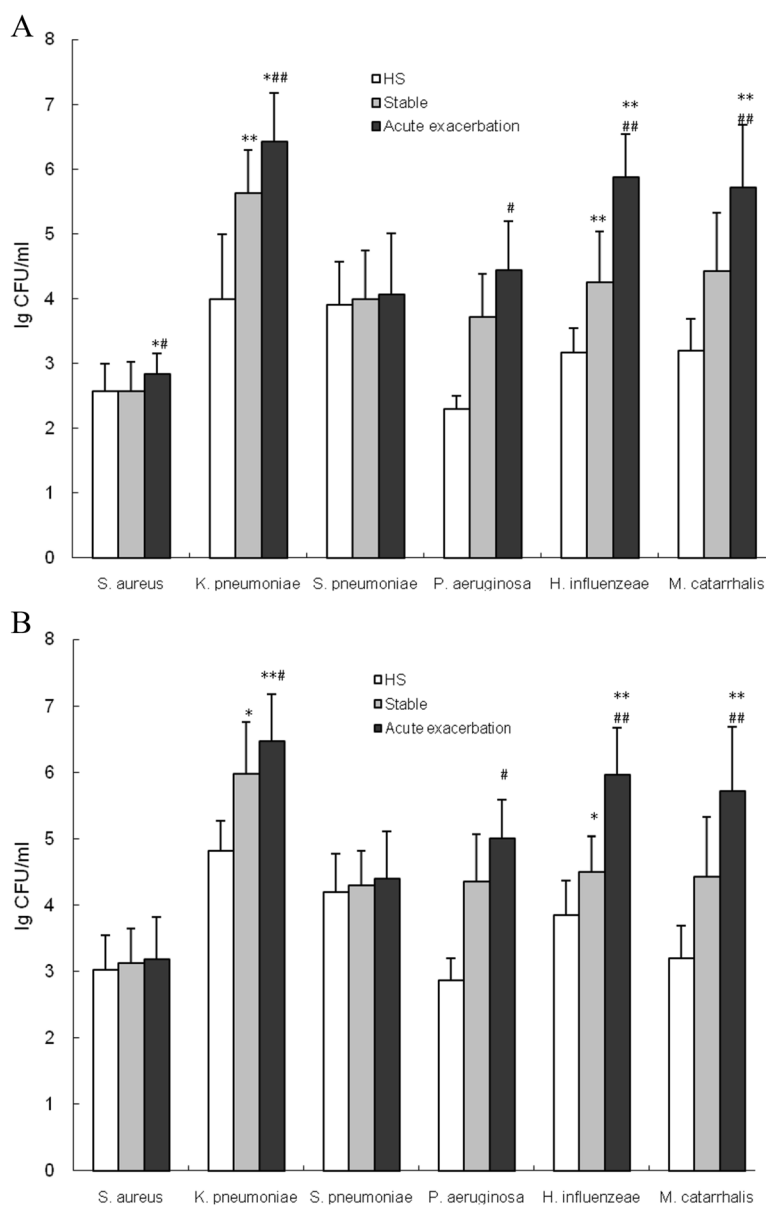 A
8
7
6
5
4
3
2
1
0
lg CFU/ml
HS
Stable
Acute exacerbation
*#
**
*##
#
**
**
##
**
##
S. aureus K. pneumoniae S. pneumoniae P. aeruginosa H. influenzeae M. catarrhalis
B
8
7
6
5
4
3
2
1
0
lg CFU/ml
HS
Stable
Acute exacerbation
*
**#
#
*
**
##
**
##
S. aureus K. pneumoniae S. pneumoniae P. aeruginosa H. influenzeae M. catarrhalis